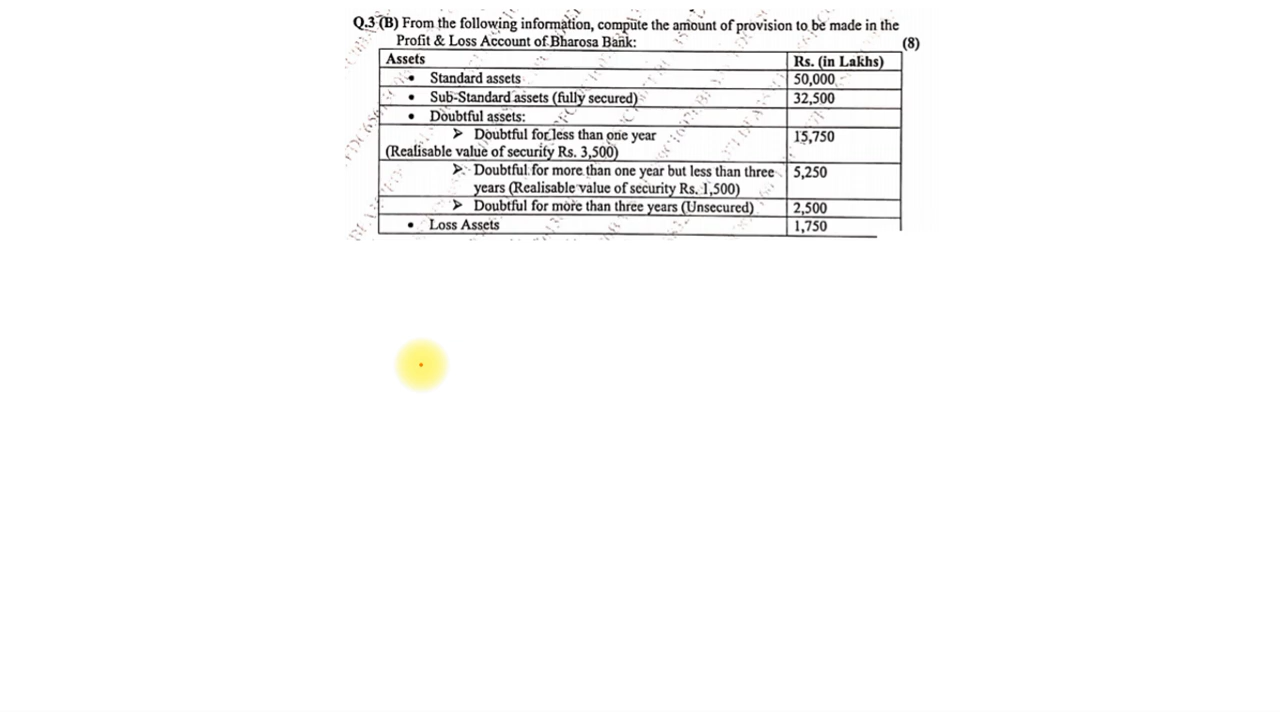 Q.3 (B) From the following information, compute the amount of provision to be made in the
Profit & Loss Account of Bharosa Bank:
(8)
Assets Rs. (in Lakhs)
• Standard assets 50,000
• Sub-Standard assets (fully secured) 32,500
• Doubtful assets:
➢ Doubtful for less than one year 15,750
(Realisable value of security Rs. 3,500)
➢ Doubtful for more than one year but less than three 5,250
years (Realisable value of security Rs. 1,500)
➢ Doubtful for more than three years (Unsecured) 2,500
• Loss Assets 1,750